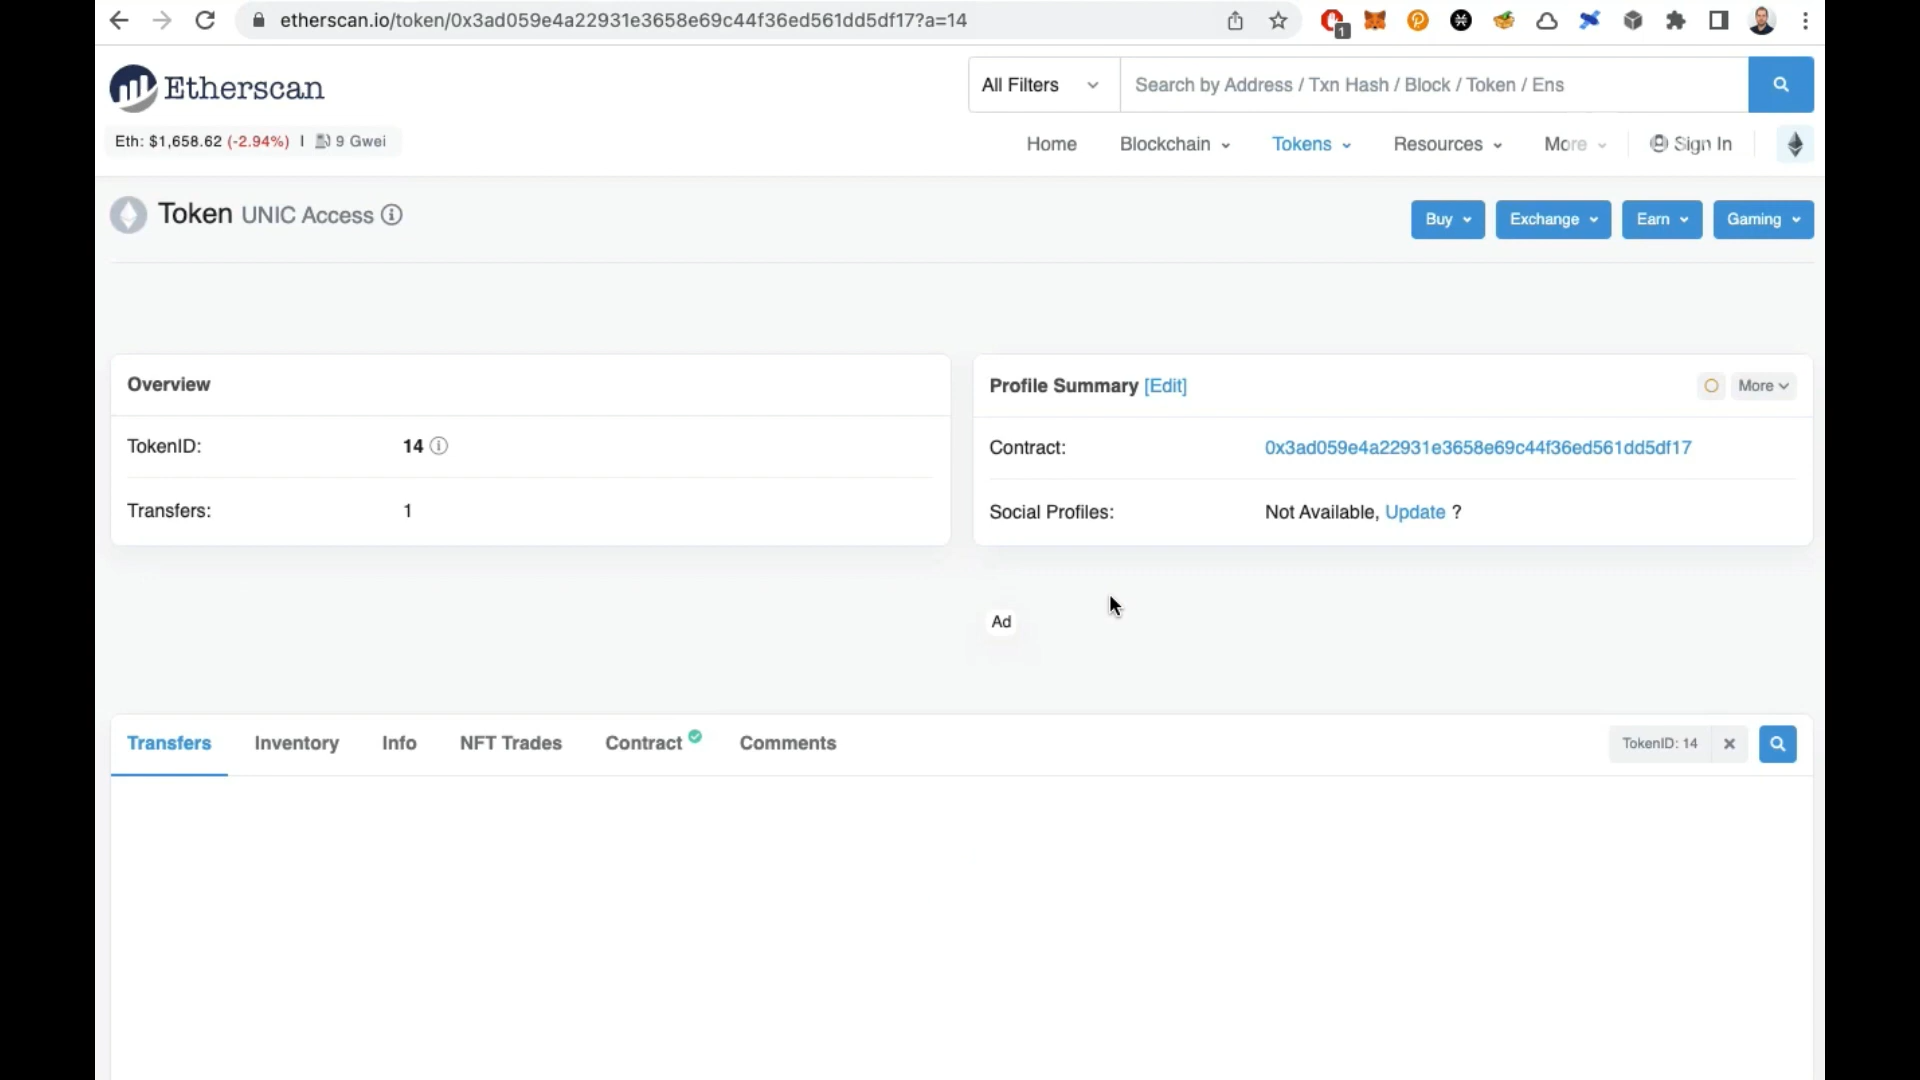 etherscan.io/token/0x3ad059e4a22931e3658e69c44f36ed561dd5df17?a=14
1
Etherscan
All Filters
Search by Address / Txn Hash / Block / Token / Ens
Eth: $1,658.62 (-2.94%) | 9 Gwei
Home Blockchain Tokens Resources More Sign In
Token UNIC Access
Buy Exchange Earn Gaming
Overview
TokenID: 14
Transfers: 1
Profile Summary [Edit]
More
Contract: 0x3ad059e4a22931e3658e69c44f36ed561dd5df17
Social Profiles: Not Available, Update ?
Ad
Transfers Inventory Info NFT Trades Contract Comments
TokenID: 14